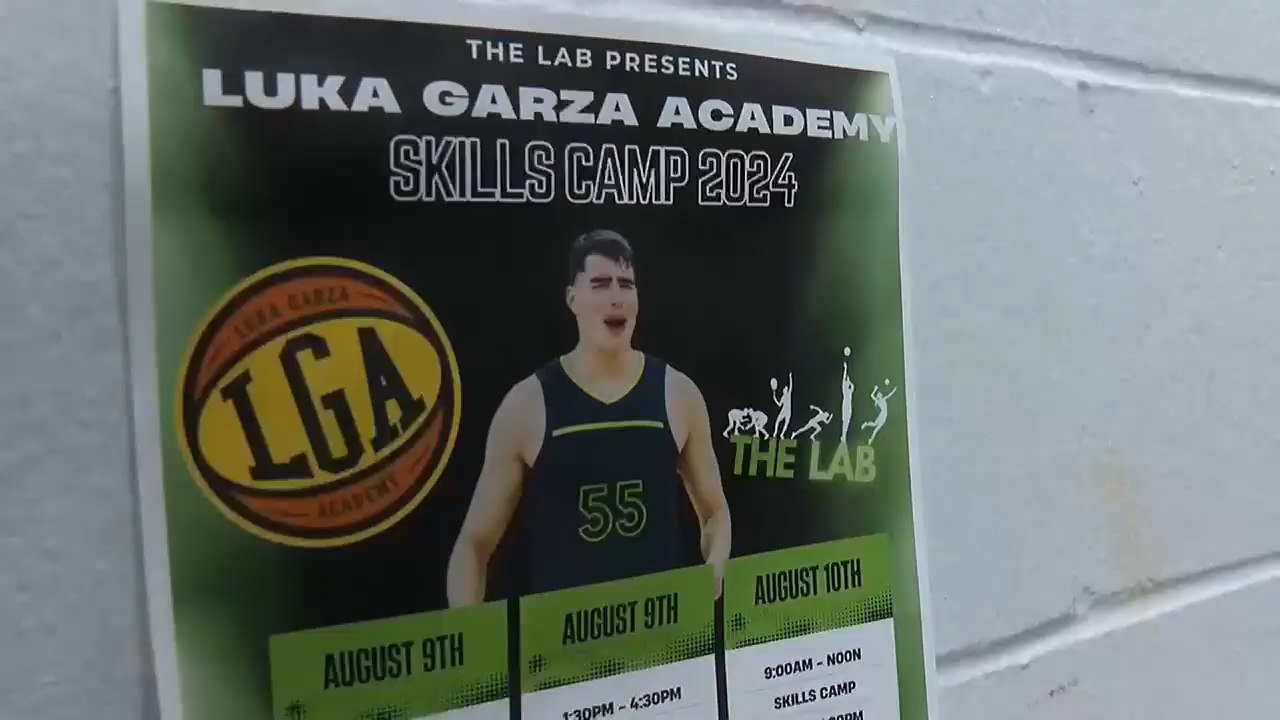 THE LAB PRESENTS
LUKA GARZA ACADEMY
SKILLS CAMP 2024
LUKA GARZA
LGA
ACADEMY
55
THE LAB
AUGUST 9TH
AUGUST 9TH
1:30PM - 4:30PM
AUGUST 10TH
9:00AM - NOON
SKILLS CAMP